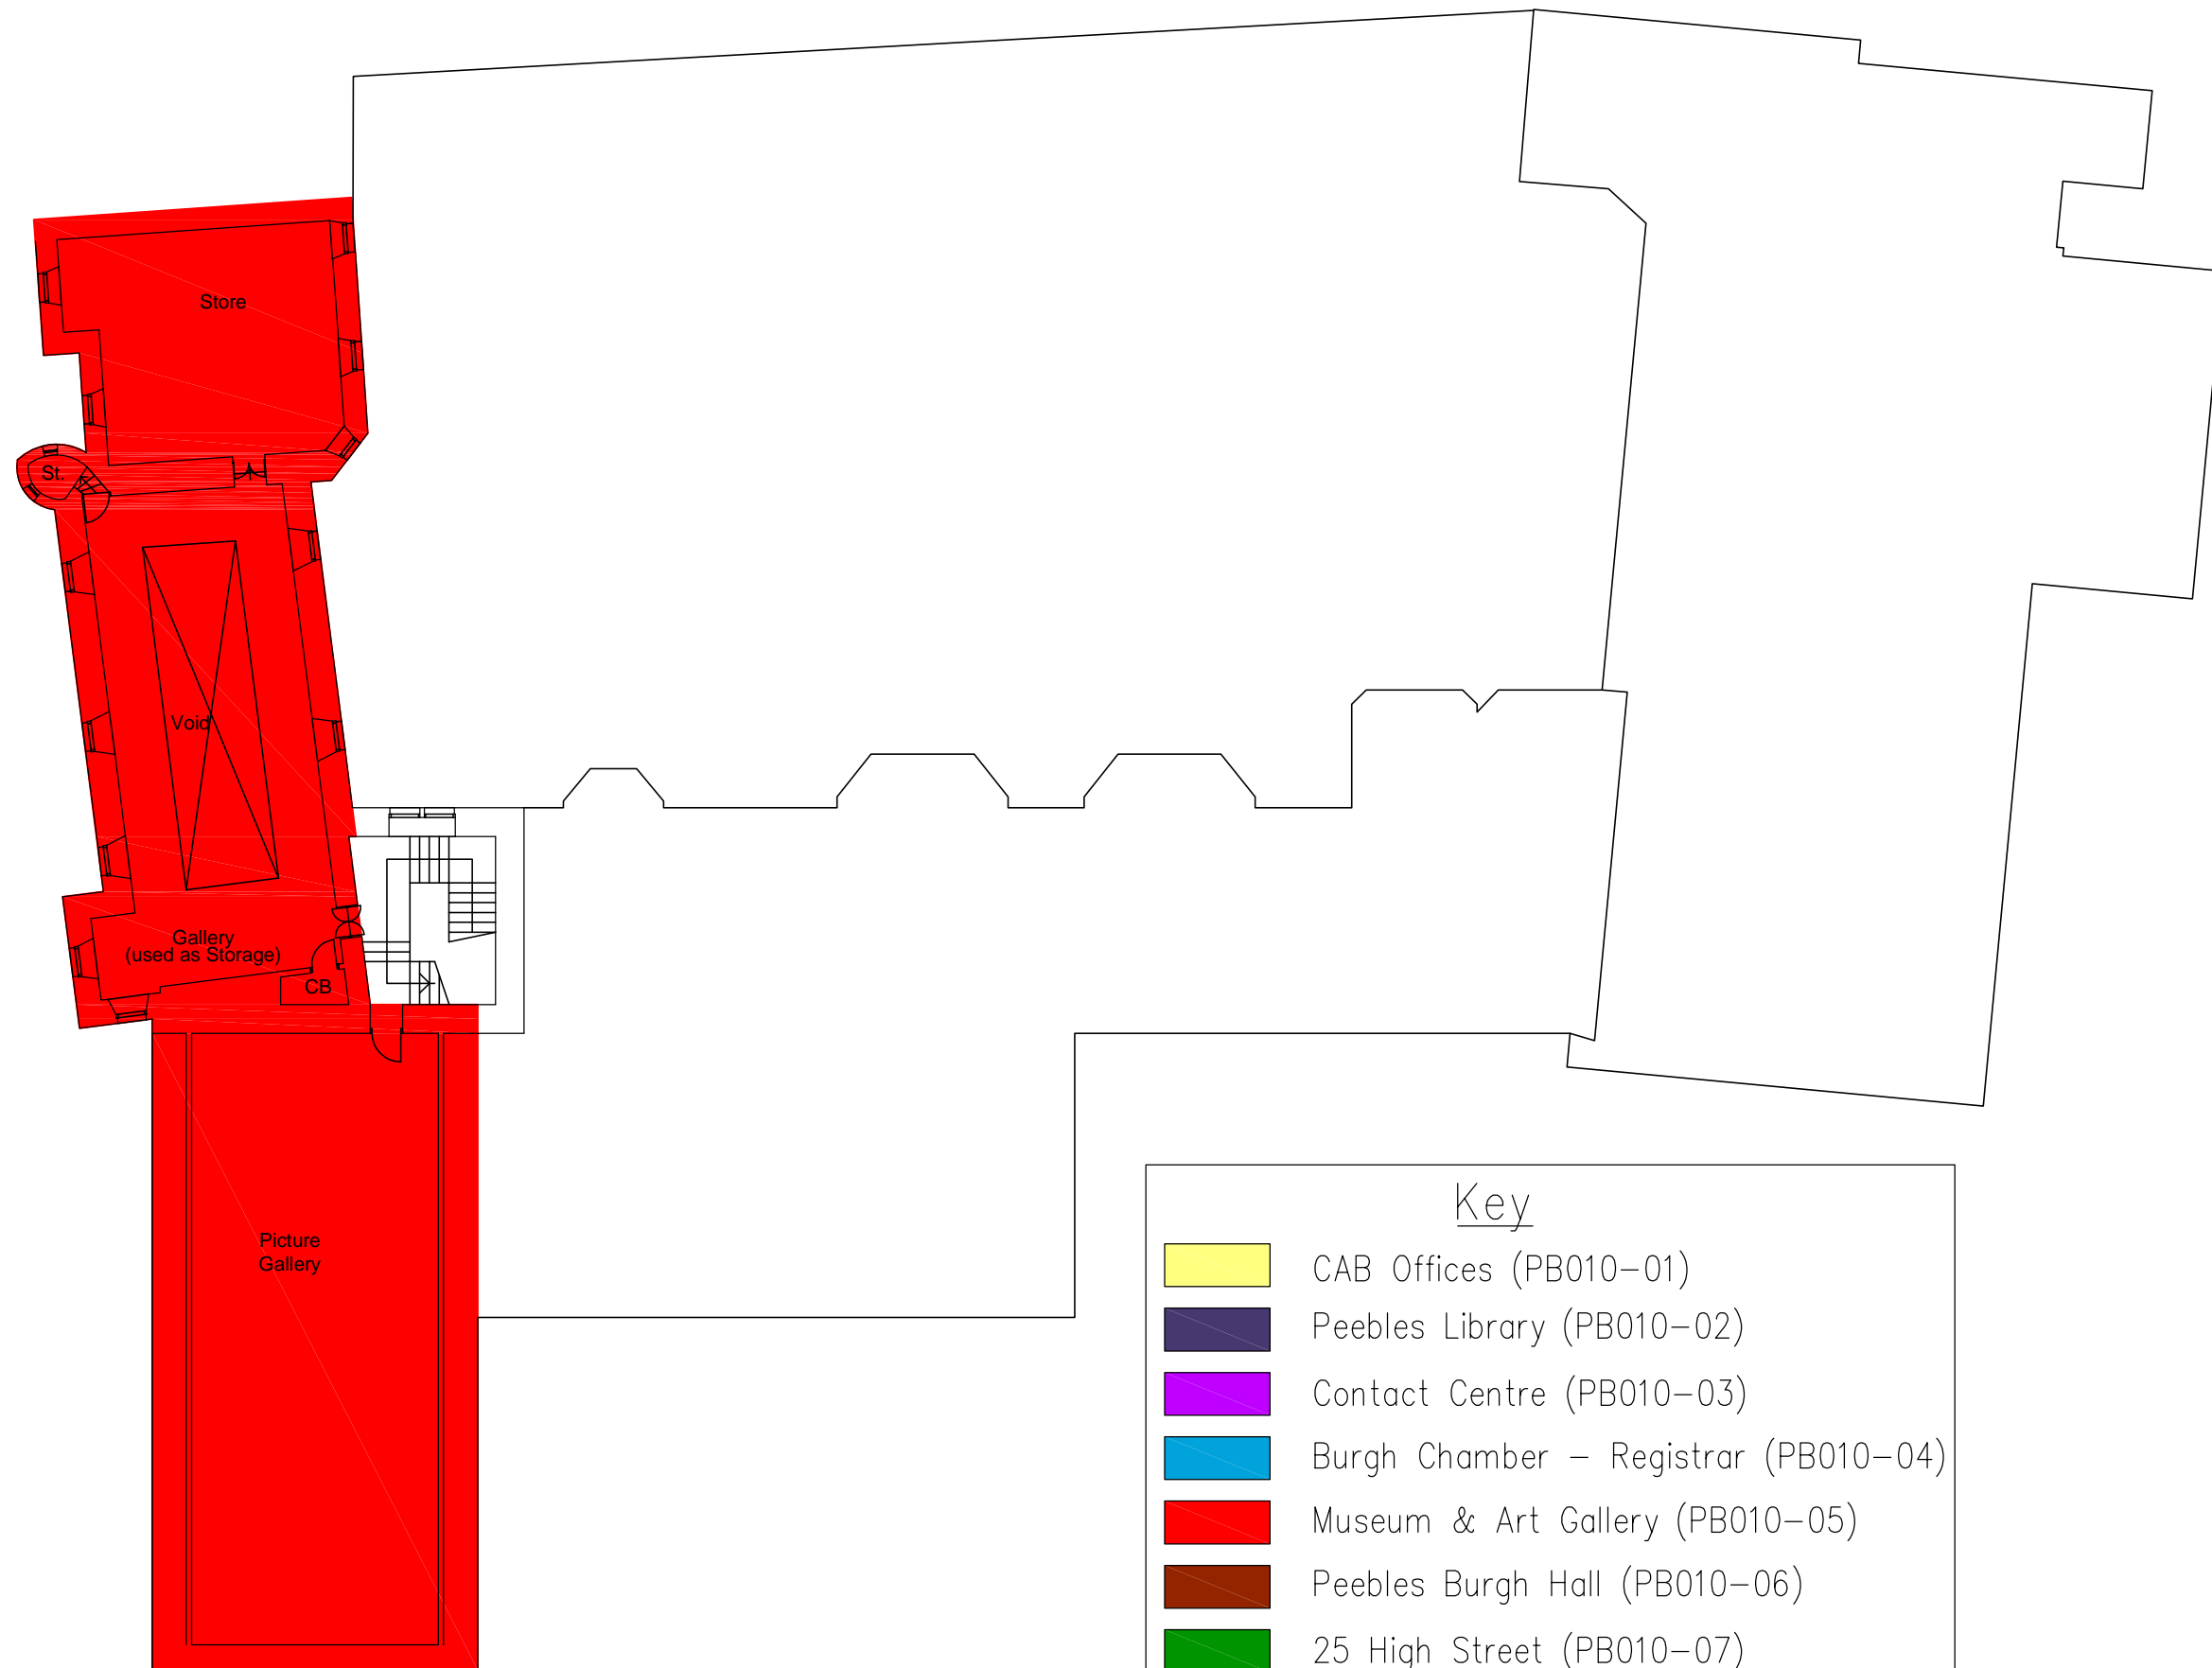 Store
St.
Void
Gallery
(used as Storage)
CB
Picture
Gallery
Key
CAB Offices (PB010-01)
Peebles Library (PB010-02)
Contact Centre (PB010-03)
Burgh Chamber - Registrar (PB010-04)
Museum & Art Gallery (PB010-05)
Peebles Burgh Hall (PB010-06)
25 High Street (PB010-07)